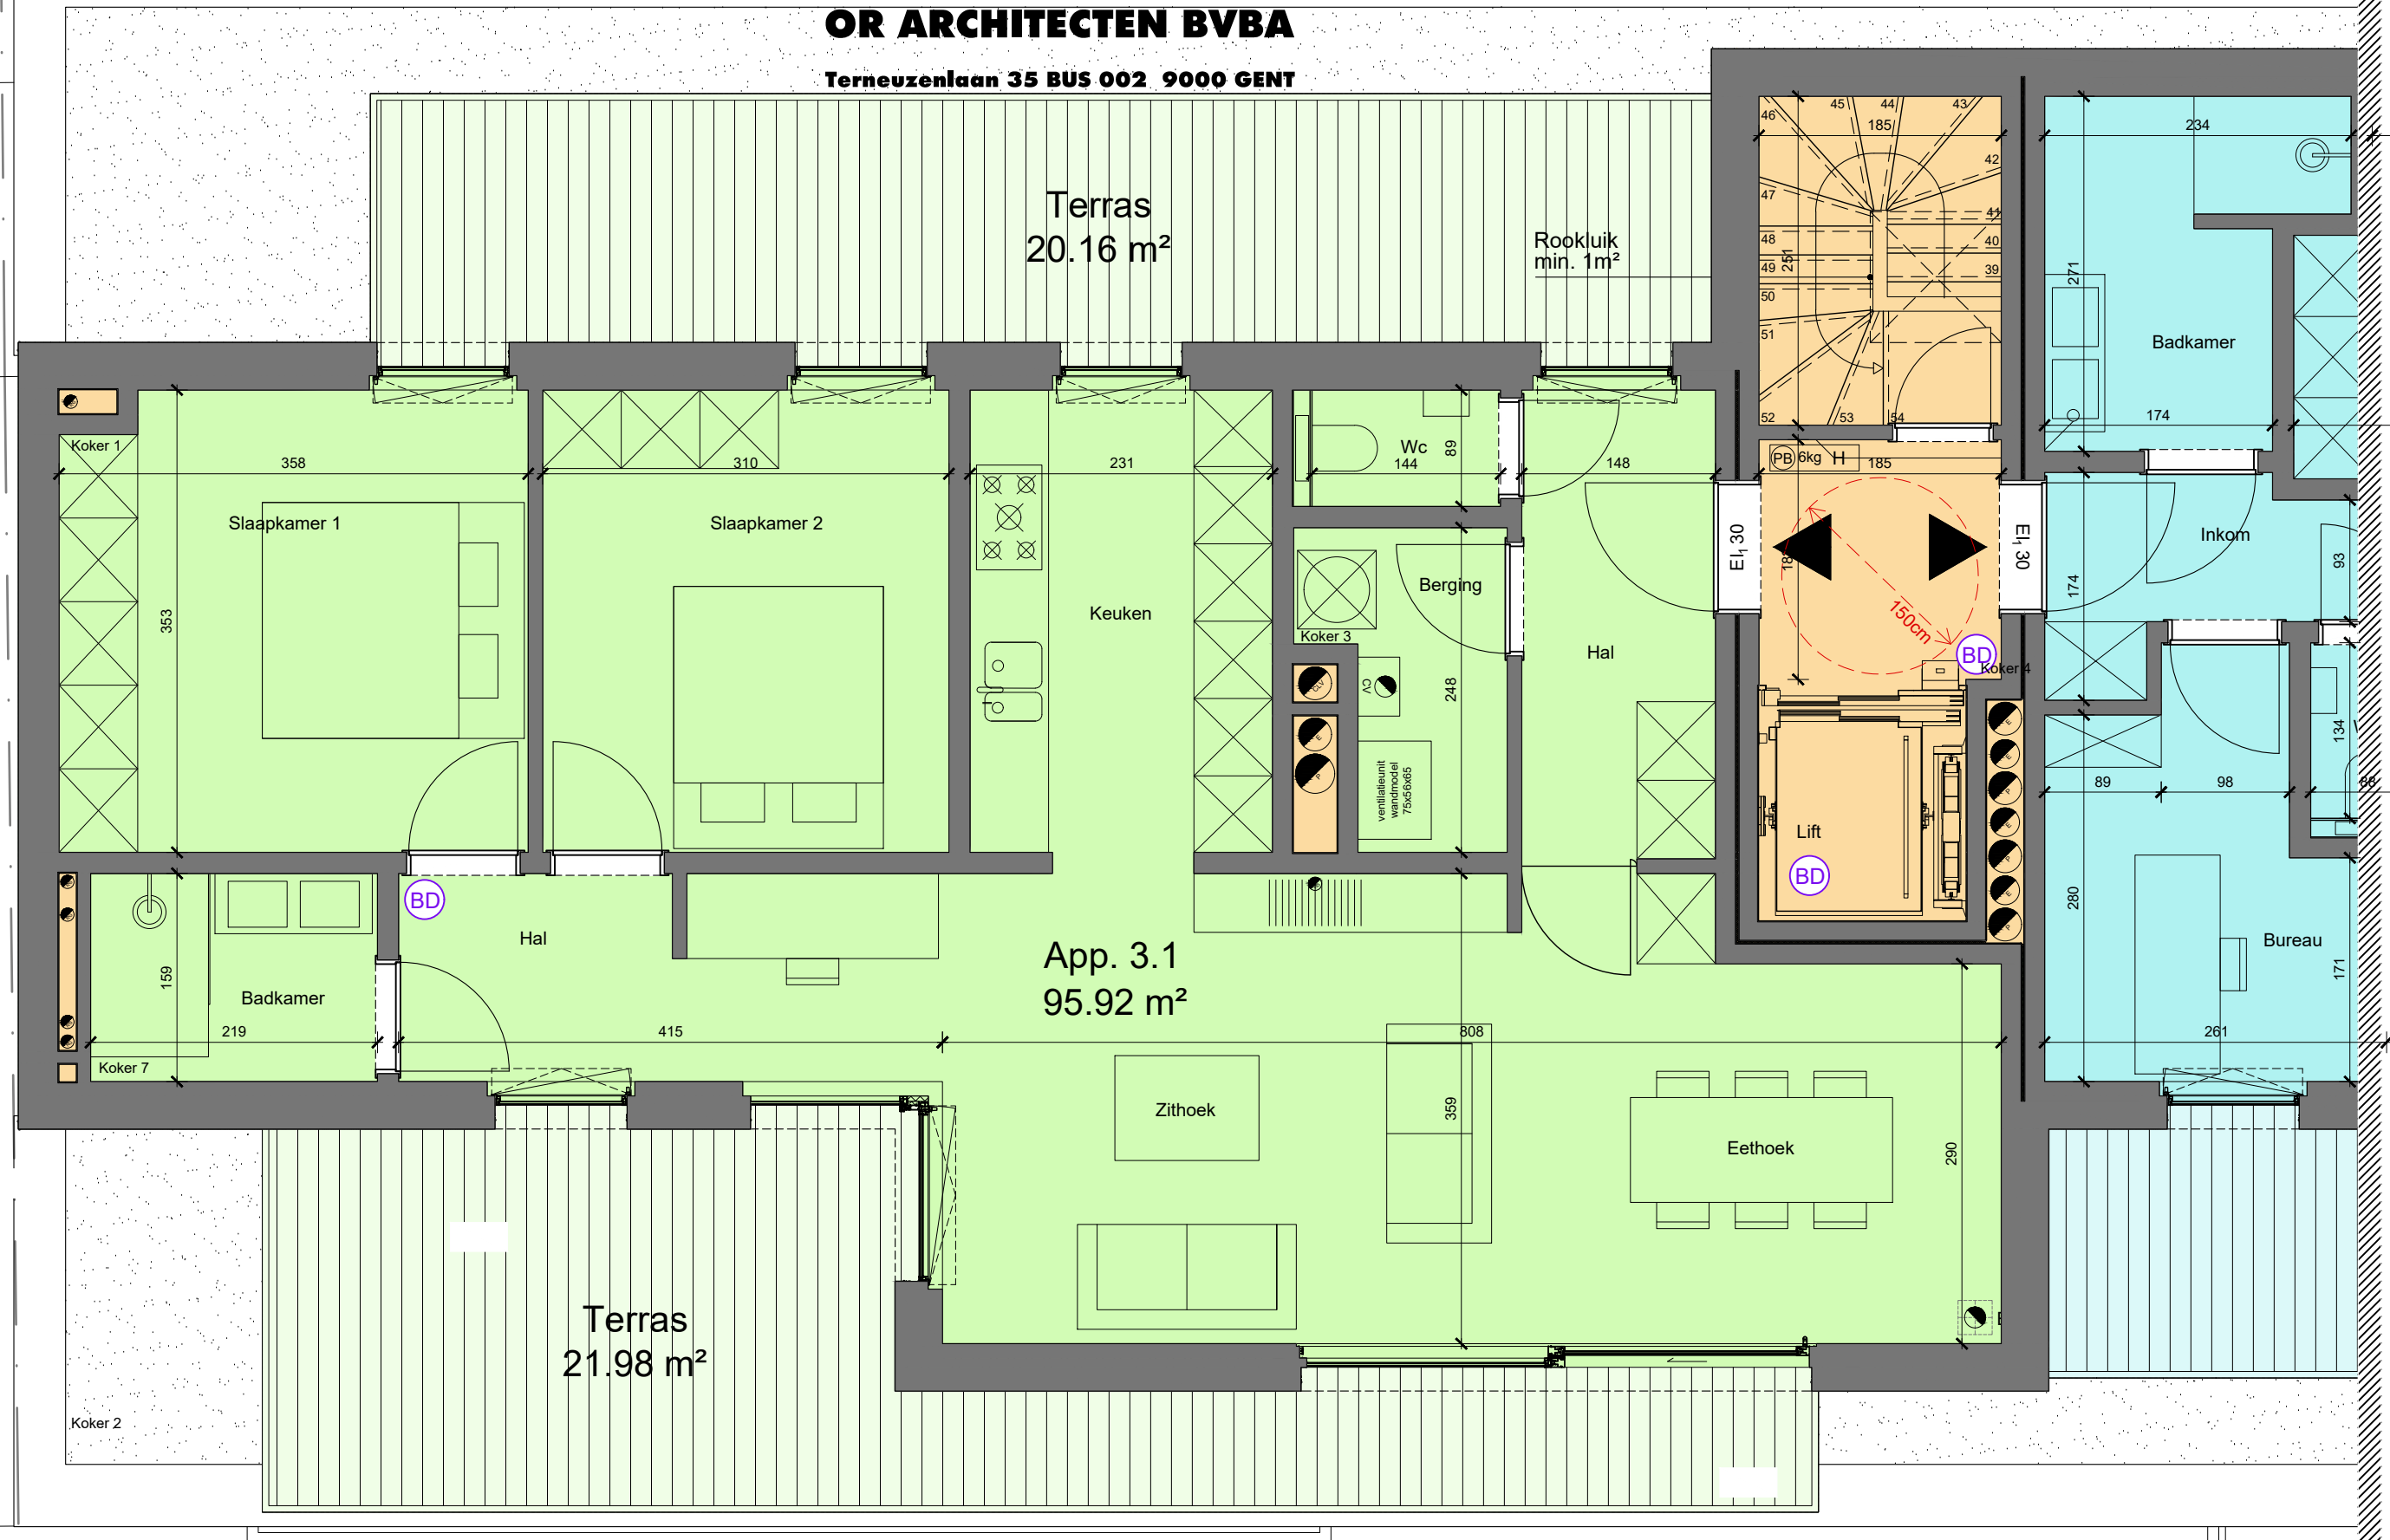 OR ARCHITECTEN BVBA
Terneuzenlaan 35 BUS 002 9000 GENT
Terras
20.16 m²
Rookluik
min. 1m²
46
45
44
43
185
42
47
41
48
40
251
49
39
50
51
52
53
54
234
271
Badkamer
174
Koker 1
358
310
231
Wc
144
89
148
PB
6kg
H
185
Slaapkamer 1
Slaapkamer 2
353
Keuken
Berging
Koker 3
CLV
CV
248
E
P
ventilatieunit
wandmodel
75x56x65
Hal
EI₁ 30
EI₁ 30
150cm
BD
Koker 4
Inkom
93
174
134
89
98
88
Lift
BD
E
E
P
E
P
E
P
280
Bureau
171
261
BD
Hal
159
Badkamer
219
Koker 7
415
App. 3.1
95.92 m²
808
Zithoek
359
Eethoek
290
Terras
21.98 m²
Koker 2